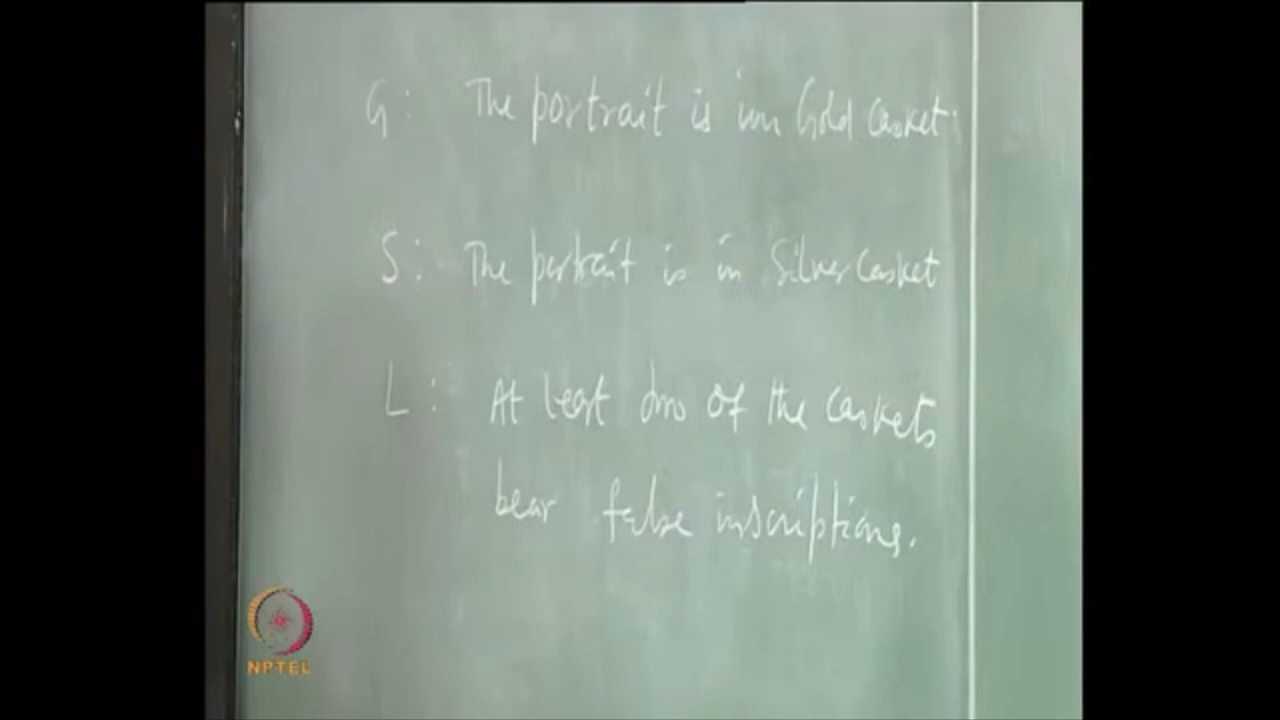 G: The portrait is in Gold casket.
S: The portrait is in Silver casket
L: At least two of the caskets
bear false inscriptions.
NPTEL